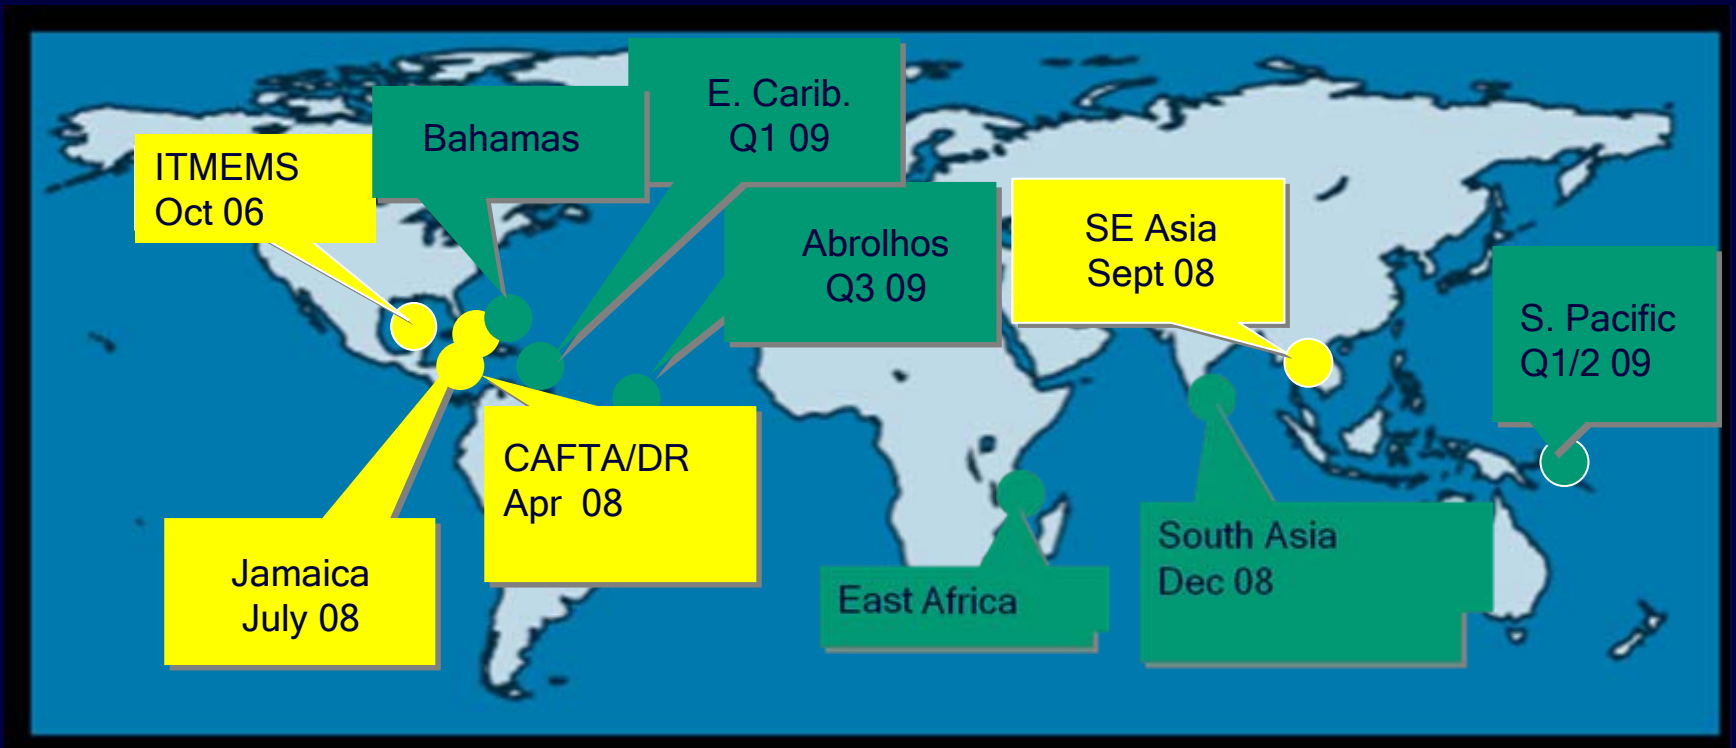 E. Carib.
Q1 09
Bahamas
ITMEMS
Oct 06
Abrolhos
Q3 09
SE Asia
Sept 08
S. Pacific
Q1/2 09
CAFTA/DR
Apr  08
Jamaica
July 08
East Africa
South Asia
Dec 08